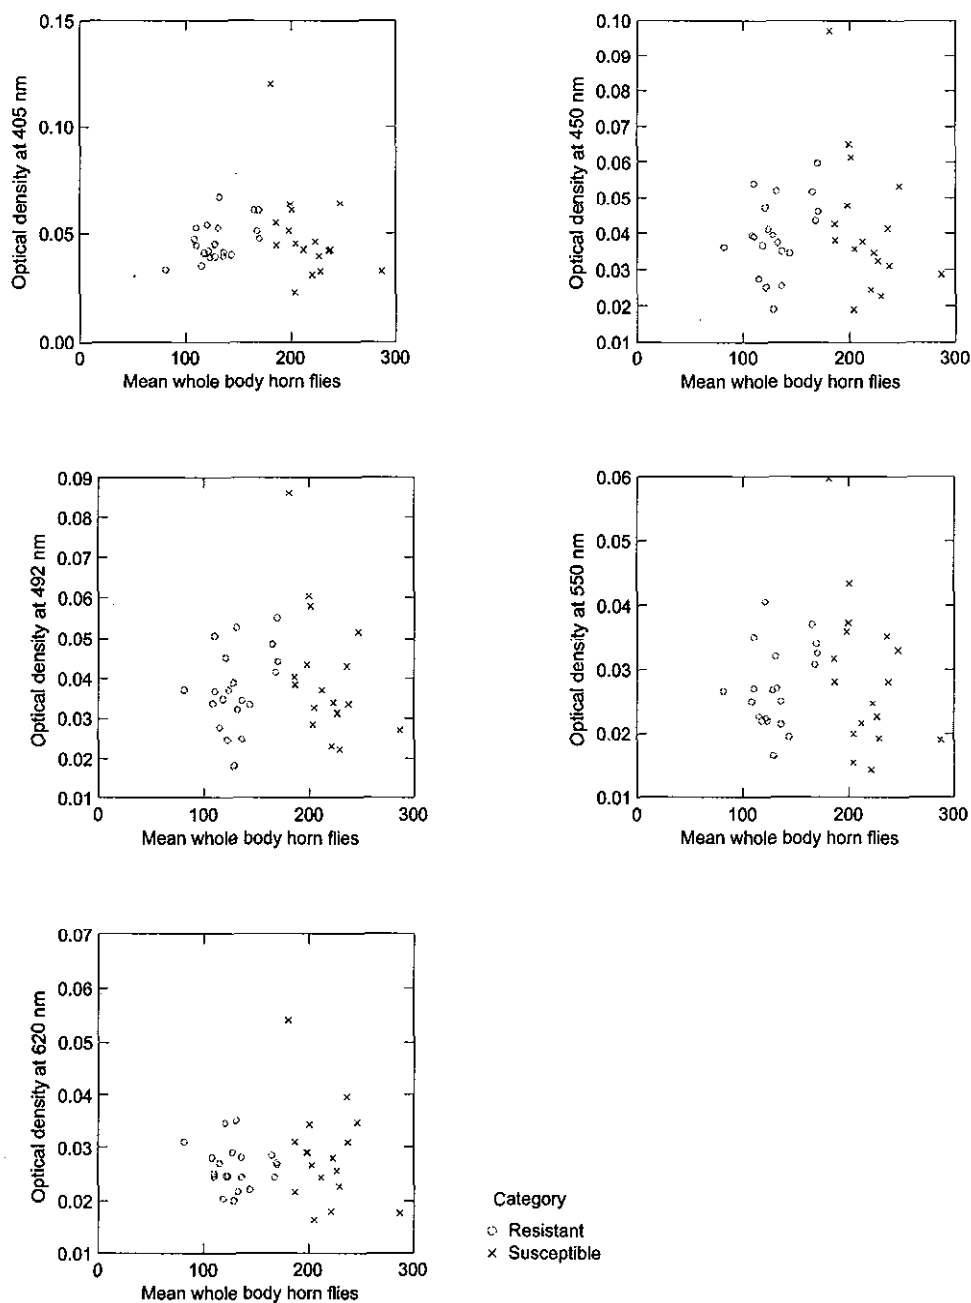 0.15
0.10
0.05
0.00
Optical density at 405 nm
0 100 200 300
Mean whole body horn flies
0.10
0.09
0.08
0.07
0.06
0.05
0.04
0.03
0.02
0.01
Optical density at 450 nm
0 100 200 300
Mean whole body horn flies
0.09
0.08
0.07
0.06
0.05
0.04
0.03
0.02
0.01
Optical density at 492 nm
0 100 200 300
Mean whole body horn flies
0.06
0.05
0.04
0.03
0.02
0.01
Optical density at 550 nm
0 100 200 300
Mean whole body horn flies
0.07
0.06
0.05
0.04
0.03
0.02
0.01
Optical density at 620 nm
0 100 200 300
Mean whole body horn flies
Category
Resistant
Susceptible